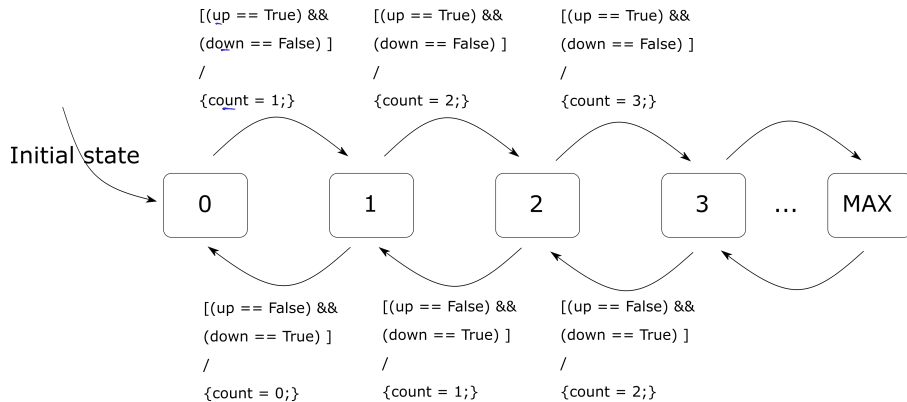 [(up == True) &&
(down == False) ]
/
{count = 1;}
[(up == True) &&
(down == False) ]
/
{count = 2;}
[(up == True) &&
(down == False) ]
/
{count = 3;}
Initial state
0
1
2
3
...
MAX
[(up == False) &&
(down == True) ]
/
{count = 0;}
[(up == False) &&
(down == True) ]
/
{count = 1;}
[(up == False) &&
(down == True) ]
/
{count = 2;}